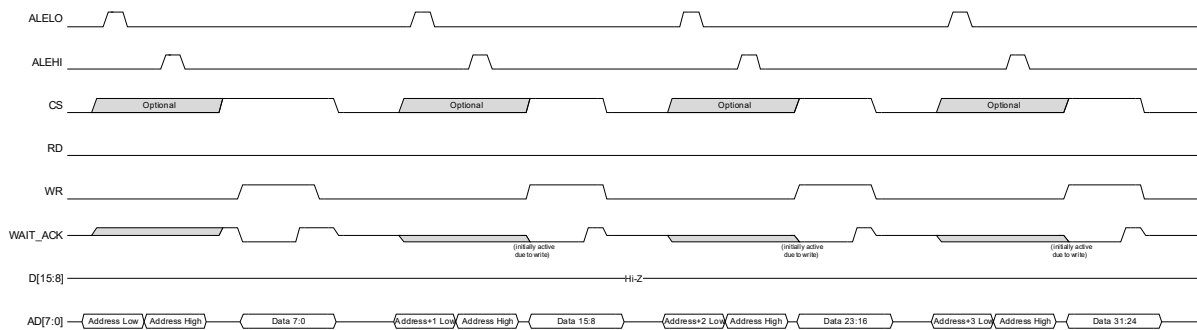 ALELO
ALEHI
CS Optional Optional Optional Optional
RD
WR
WAIT_ACK
(initially active (initially active (initially active
due to write) due to write) due to write)
D[15:8] Hi-Z
AD[7:0] Address Low Address High Data 7:0 Address+1 Low Address High Data 15:8 Address+2 Low Address High Data 23:16 Address+3 Low Address High Data 31:24